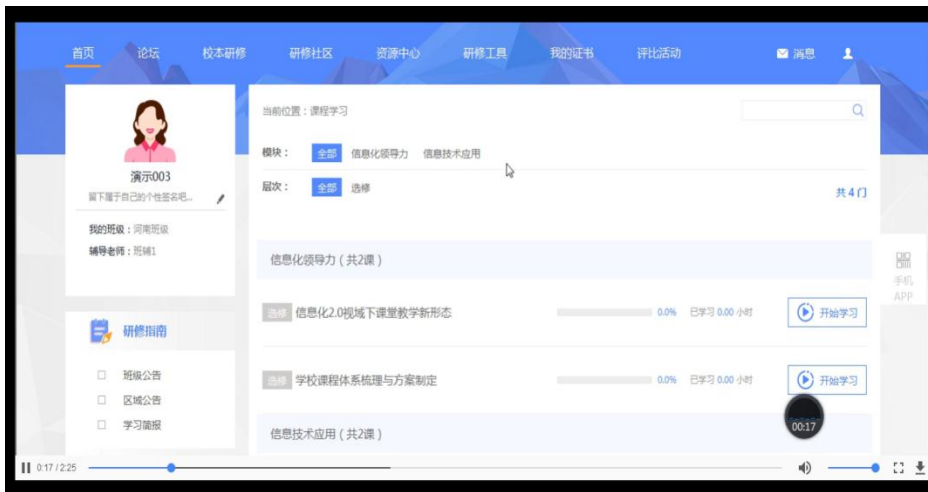 首页 论坛 校本研修 研修社区 资源中心 研修工具 我的证书 评比活动 消息
演示003
留下属于自己的个性签名吧...
我的班级：河南班级
辅导老师：班辅1
研修指南
班级公告
区域公告
学习简报
当前位置：课程学习
模块： 全部 信息化领导力 信息技术应用
层次： 全部 选修
共 4 门
信息化领导力（共2课）
选修 信息化2.0视域下课堂教学新形态 0.0% 已学习 0.00 小时 开始学习
选修 学校课程体系梳理与方案制定 0.0% 已学习 0.00 小时 开始学习
信息技术应用（共2课）
手机
APP
00:17
0:17 / 2:25